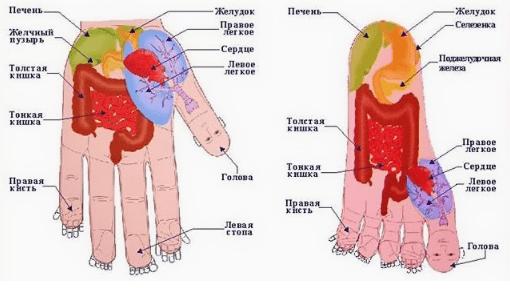 Печень
Желчный
пузырь
Толстая
кишка
Тонкая
кишка
Правая
кисть
Желудок
Правое
легкое
Сердце
Левое
легкое
Голова
Левая
стопа
Печень
Толстая
кишка
Тонкая
кишка
Правая
кисть
Желудок
Селезенка
Поджелудочная
железа
Правое
легкое
Сердце
Левое
легкое
Голова